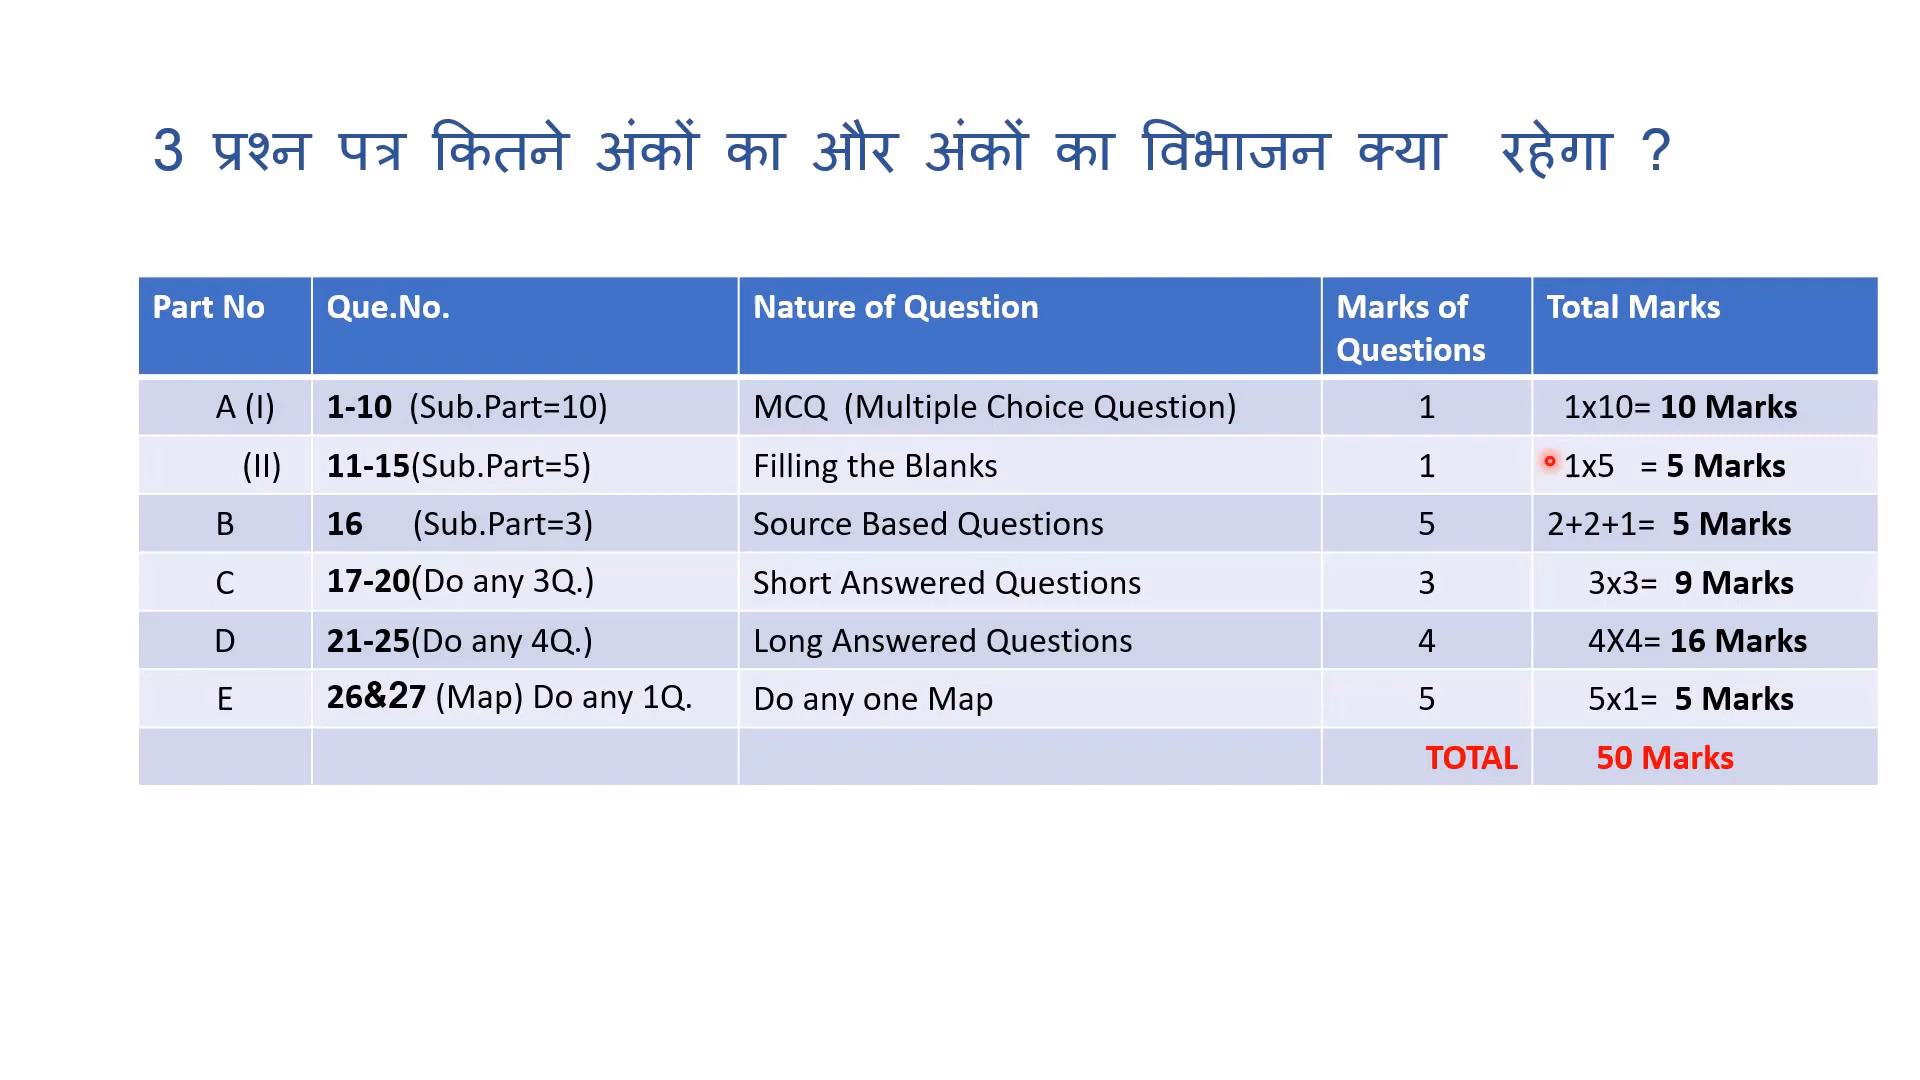 3 प्रश्न पत्र कितने अंकों का और अंकों का विभाजन क्या रहेगा ?
Part No Que.No. Nature of Question Marks of Questions Total Marks
A (I) 1-10 (Sub.Part=10) MCQ (Multiple Choice Question) 1 1x10= 10 Marks
(II) 11-15(Sub.Part=5) Filling the Blanks 1 1x5 = 5 Marks
B 16 (Sub.Part=3) Source Based Questions 5 2+2+1= 5 Marks
C 17-20(Do any 3Q.) Short Answered Questions 3 3x3= 9 Marks
D 21-25(Do any 4Q.) Long Answered Questions 4 4X4= 16 Marks
E 26&27 (Map) Do any 1Q. Do any one Map 5 5x1= 5 Marks
TOTAL 50 Marks